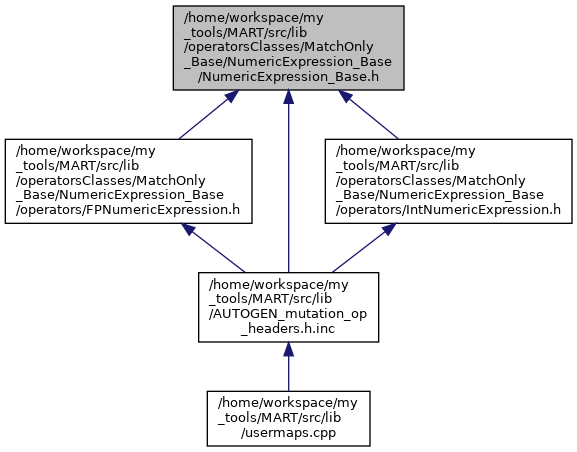 /home/workspace/my
_tools/MART/src/lib
/operatorsClasses/MatchOnly
_Base/NumericExpression_Base
/NumericExpression_Base.h
/home/workspace/my
_tools/MART/src/lib
/operatorsClasses/MatchOnly
_Base/NumericExpression_Base
/operators/FPNumericExpression.h
/home/workspace/my
_tools/MART/src/lib
/operatorsClasses/MatchOnly
_Base/NumericExpression_Base
/operators/IntNumericExpression.h
/home/workspace/my
_tools/MART/src/lib
/AUTOGEN_mutation_op
_headers.h.inc
/home/workspace/my
_tools/MART/src/lib
/usermaps.cpp